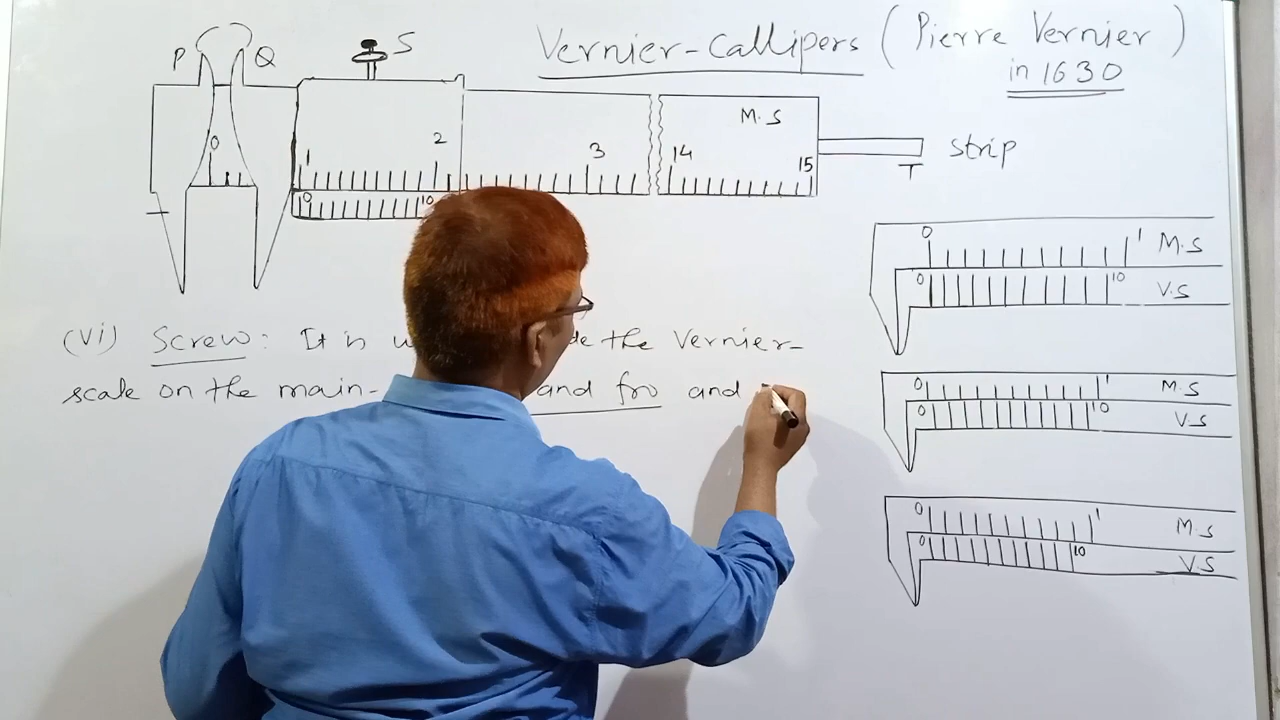 Vernier-Callipers (Pierre Vernier)
in 1630
P Q S
0 1 2 3 M.S 14 15
strip
T
0 10
0 1 M.S
0 10 V.S
(vi) Screw: It is the Vernier-
scale on the main- and fro and
0 1 M.S
0 10 V.S
0 1 M.S
0 10 V.S